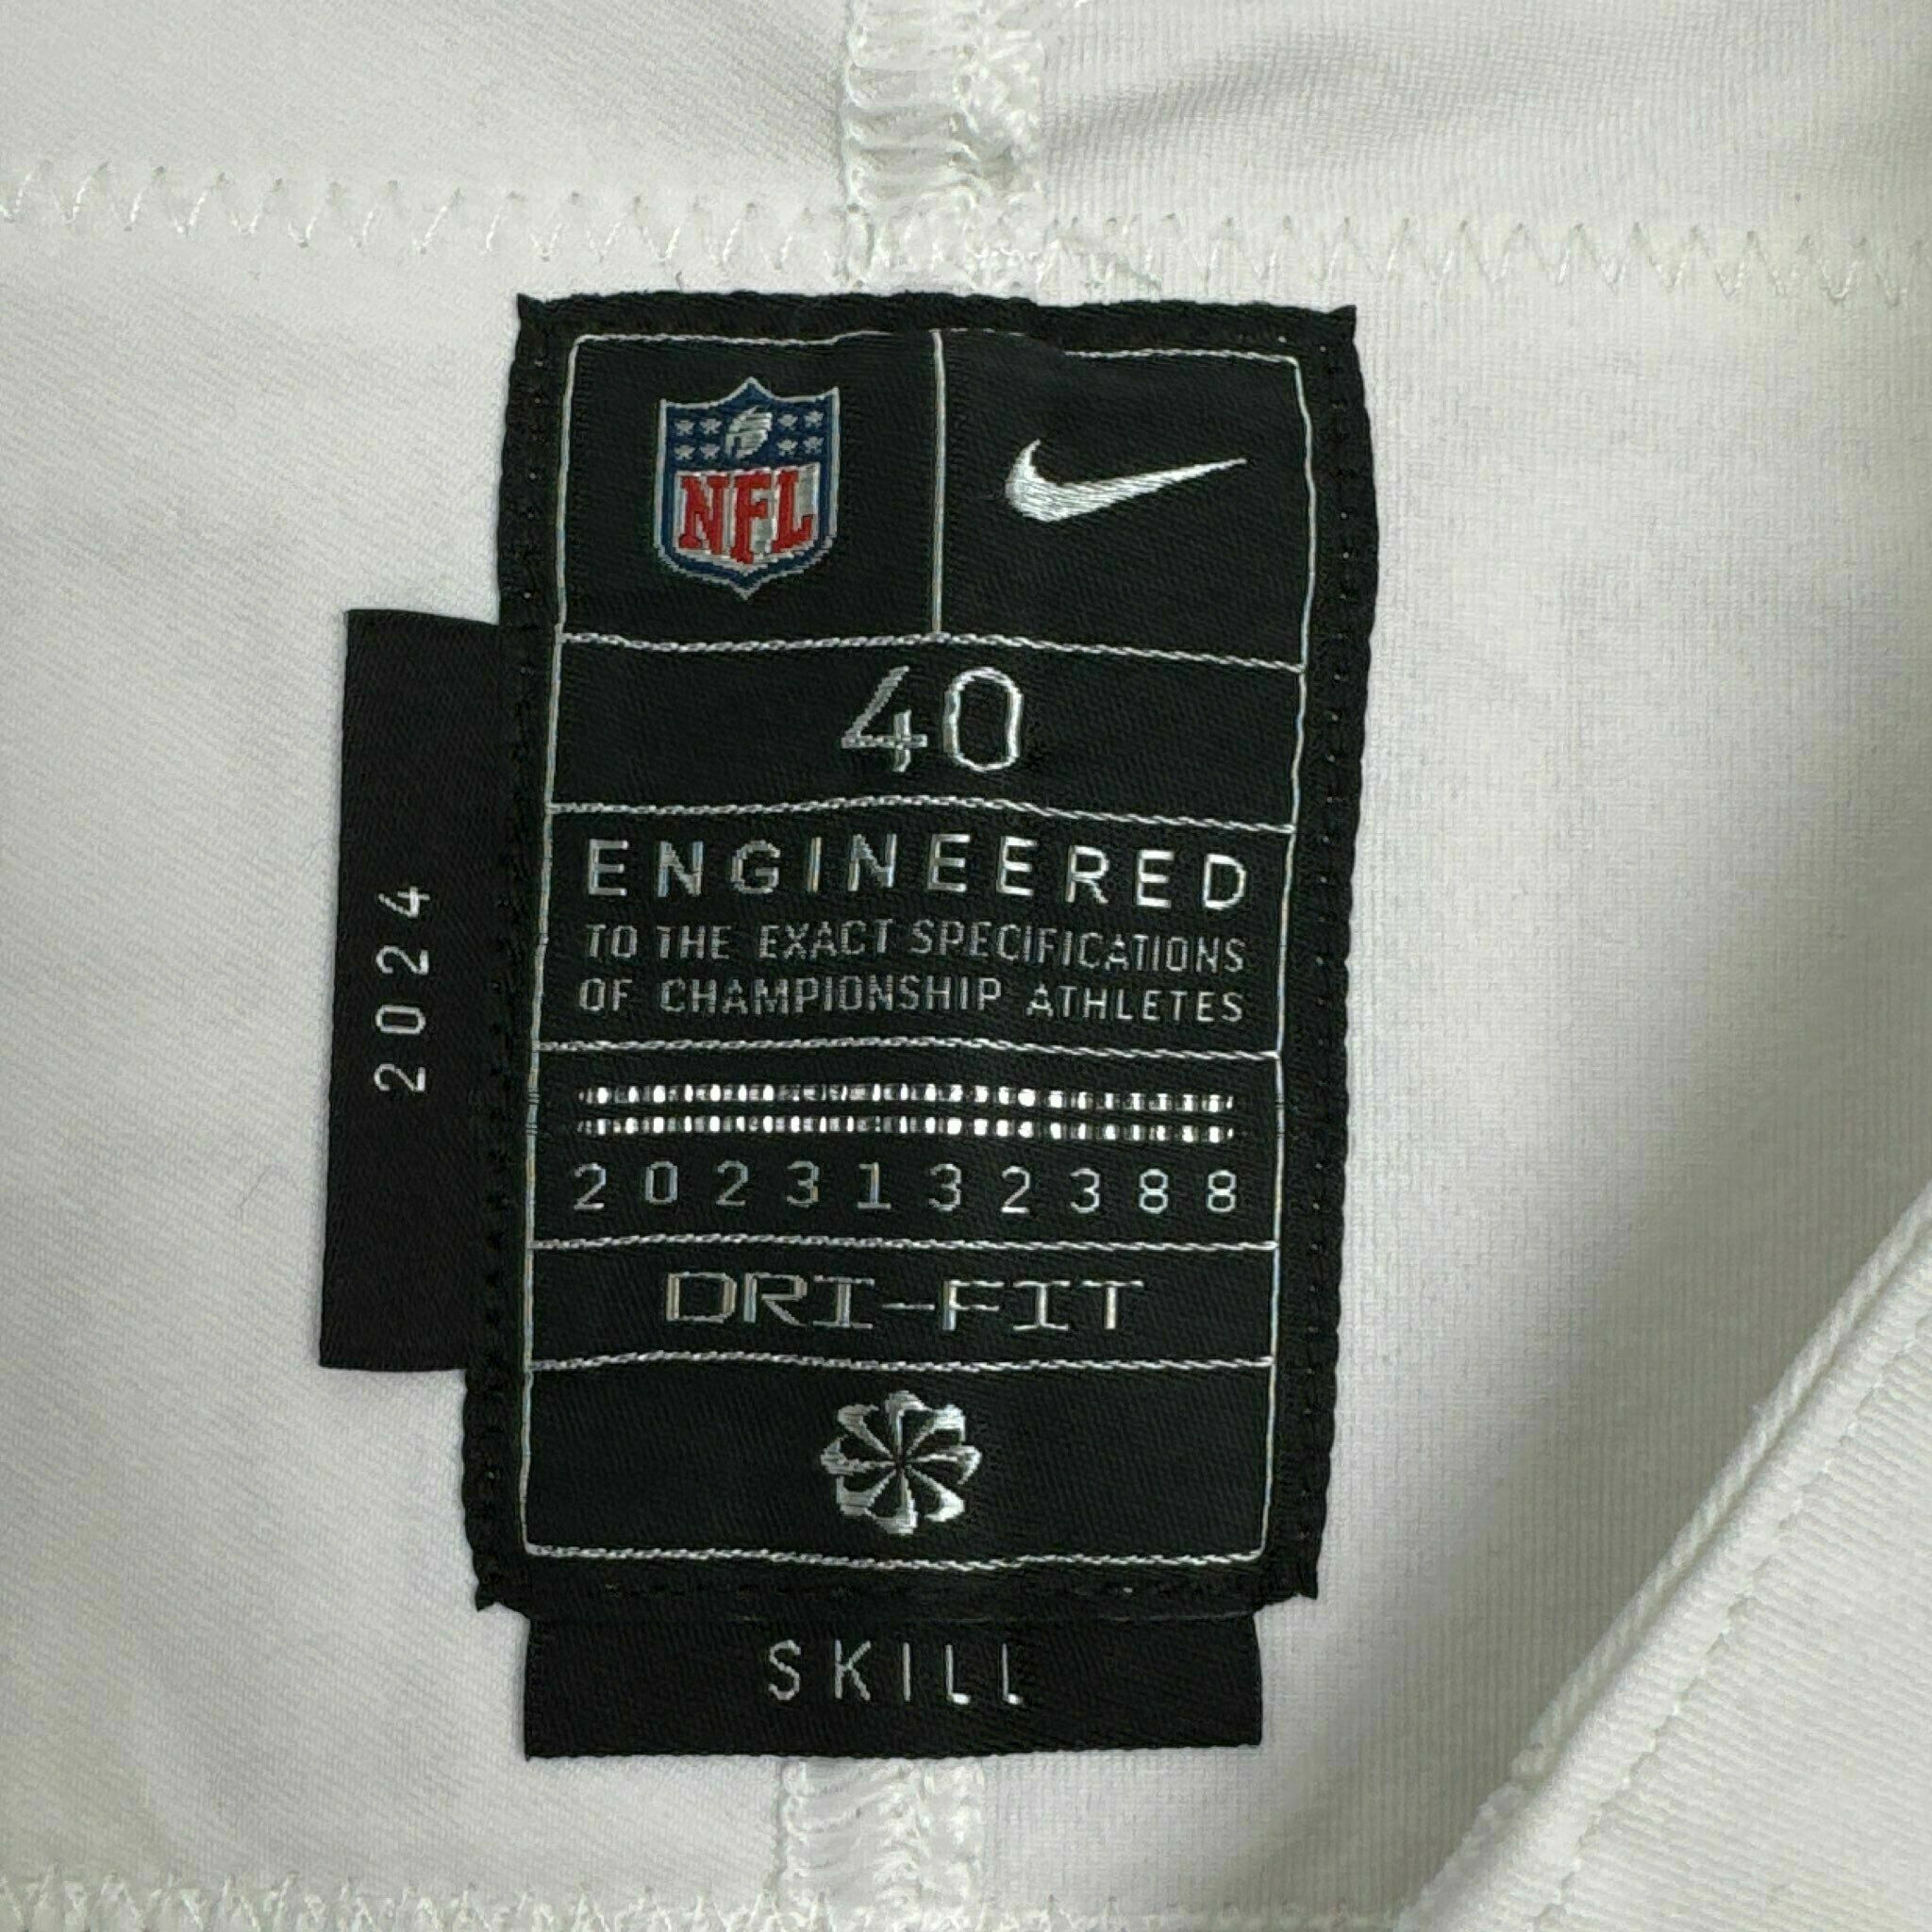 NFL
40
ENGINEERED
TO THE EXACT SPECIFICATIONS
OF CHAMPIONSHIP ATHLETES
2023132388
DRI-FIT
SKILL
2024